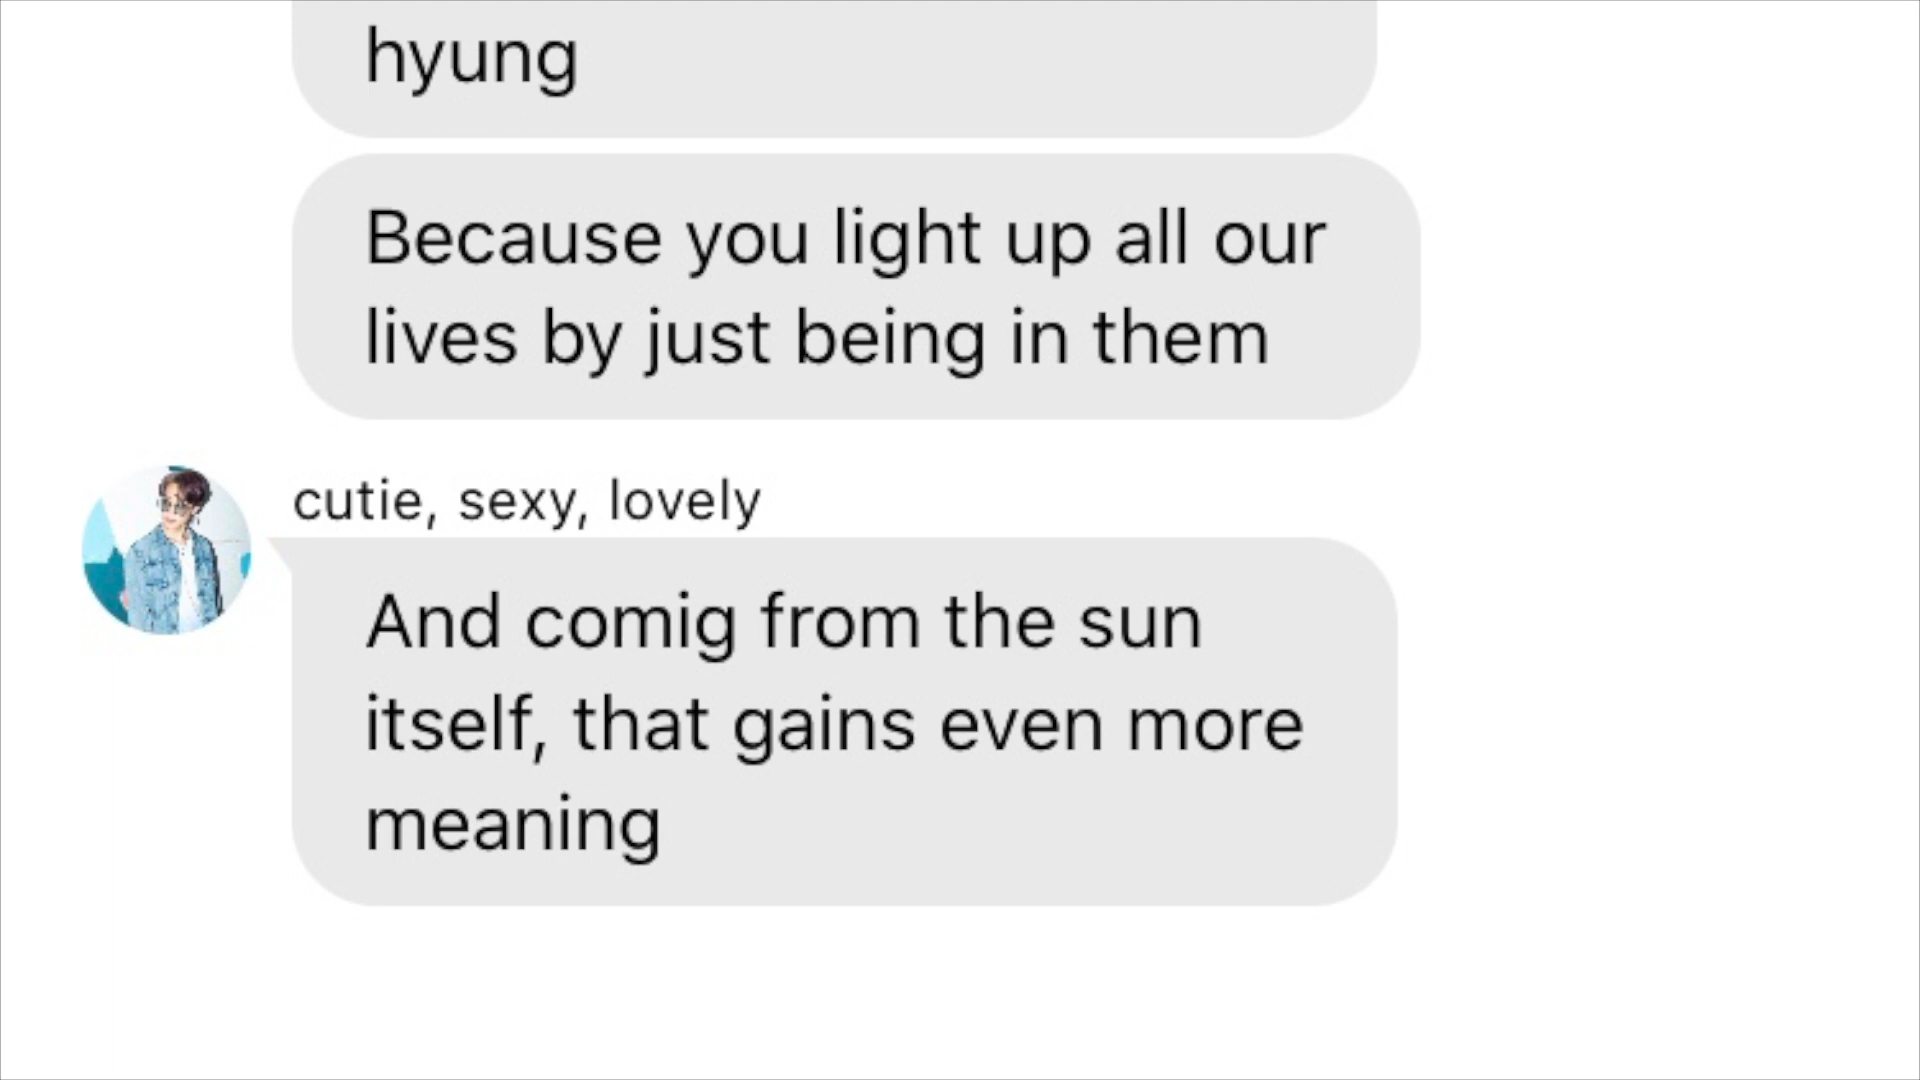 hyung
Because you light up all our
lives by just being in them
cutie, sexy, lovely
And comig from the sun
itself, that gains even more
meaning